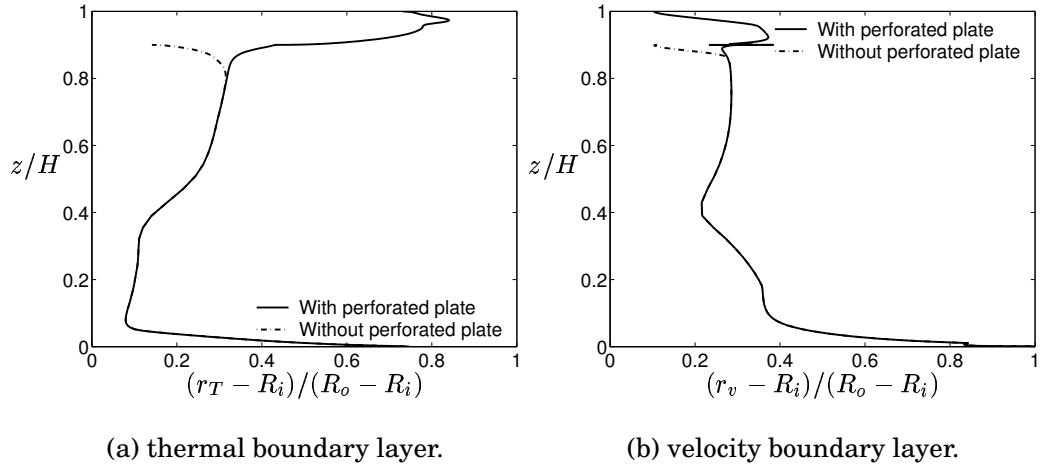 1
0.8
0.6
z/H
0.4
0.2
0
With perforated plate
Without perforated plate
0 0.2 0.4 0.6 0.8 1
(r_T − R_i)/(R_o − R_i)
(a) thermal boundary layer.
1
0.8
0.6
z/H
0.4
0.2
0
With perforated plate
Without perforated plate
0 0.2 0.4 0.6 0.8 1
(r_v − R_i)/(R_o − R_i)
(b) velocity boundary layer.